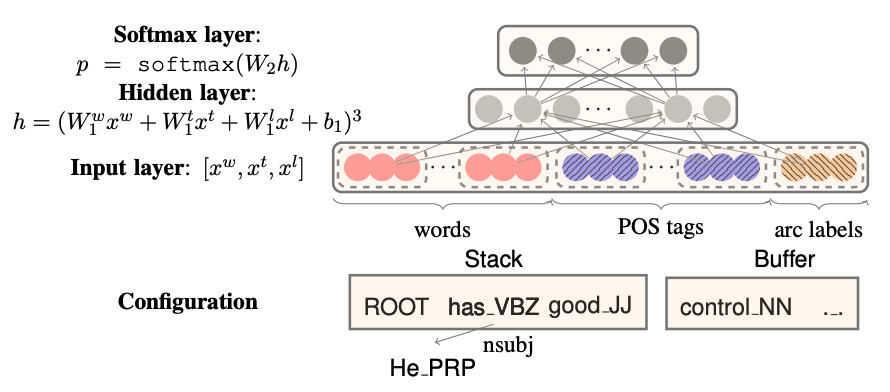 Softmax layer:
p = softmax(W₂h)
Hidden layer:
h = (W₁ʷxʷ + W₁ᵗxᵗ + W₁ˡxˡ + b₁)³
Input layer: [xʷ, xᵗ, xˡ]
···
···
··· ···
words POS tags arc labels
Stack Buffer
Configuration
ROOT has_VBZ good_JJ control_NN ._.
nsubj
He_PRP